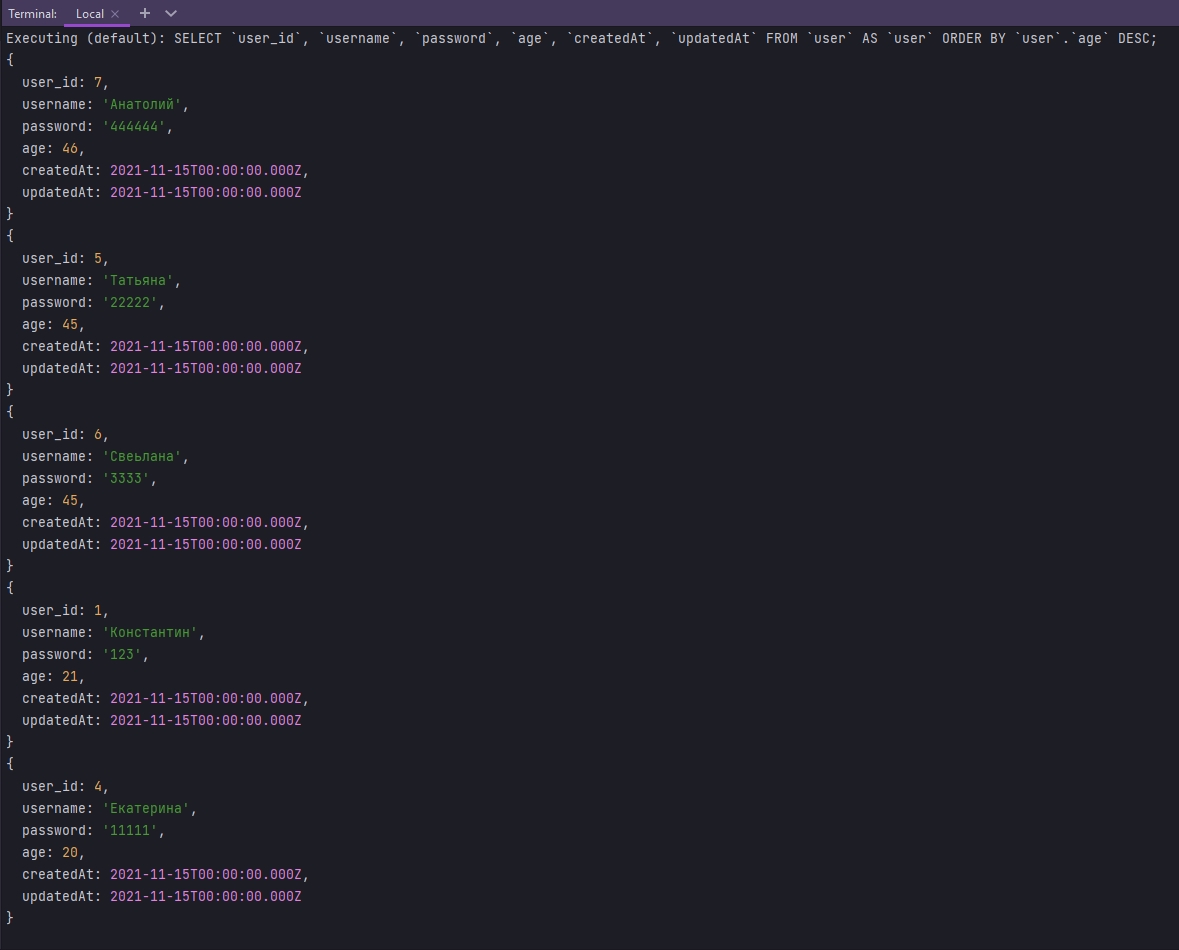 Terminal: Local
Executing (default): SELECT `user_id`, `username`, `password`, `age`, `createdAt`, `updatedAt` FROM `user` AS `user` ORDER BY `user`.`age` DESC;
{
  user_id: 7,
  username: 'Анатолий',
  password: '444444',
  age: 46,
  createdAt: 2021-11-15T00:00:00.000Z,
  updatedAt: 2021-11-15T00:00:00.000Z
}
{
  user_id: 5,
  username: 'Татьяна',
  password: '22222',
  age: 45,
  createdAt: 2021-11-15T00:00:00.000Z,
  updatedAt: 2021-11-15T00:00:00.000Z
}
{
  user_id: 6,
  username: 'Свеьлана',
  password: '3333',
  age: 45,
  createdAt: 2021-11-15T00:00:00.000Z,
  updatedAt: 2021-11-15T00:00:00.000Z
}
{
  user_id: 1,
  username: 'Константин',
  password: '123',
  age: 21,
  createdAt: 2021-11-15T00:00:00.000Z,
  updatedAt: 2021-11-15T00:00:00.000Z
}
{
  user_id: 4,
  username: 'Екатерина',
  password: '11111',
  age: 20,
  createdAt: 2021-11-15T00:00:00.000Z,
  updatedAt: 2021-11-15T00:00:00.000Z
}